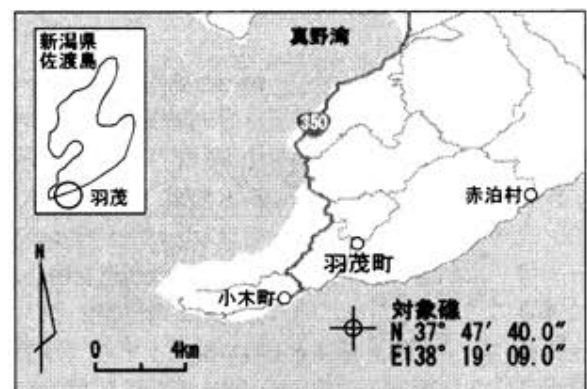 新潟県
佐渡島
羽茂
真野湾
350
赤泊村
羽茂町
小木町
N
0 4km
対象礁
N 37° 47′ 40.0″
E138° 19′ 09.0″